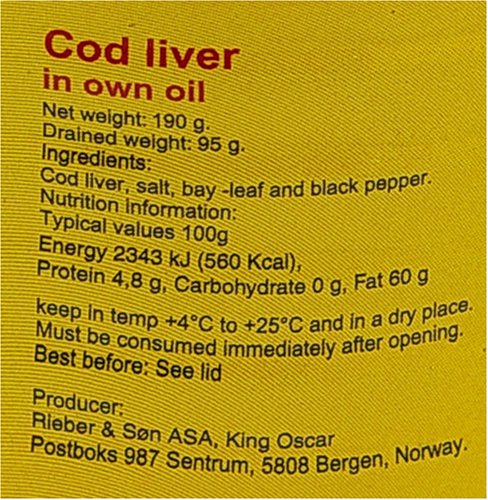 Cod liver
in own oil
Net weight: 190 g.
Drained weight: 95 g.
Ingredients:
Cod liver, salt, bay -leaf and black pepper.
Nutrition Information:
Typical values 100g
Energy 2343 kJ (560 Kcal),
Protein 4,8 g, Carbohydrate 0 g, Fat 60 g
keep in temp +4°C to +25°C and in a dry place.
Must be consumed immediately after opening.
Best before: See lid
Producer:
Rieber & Søn ASA, King Oscar
Postboks 987 Sentrum, 5808 Bergen, Norway.